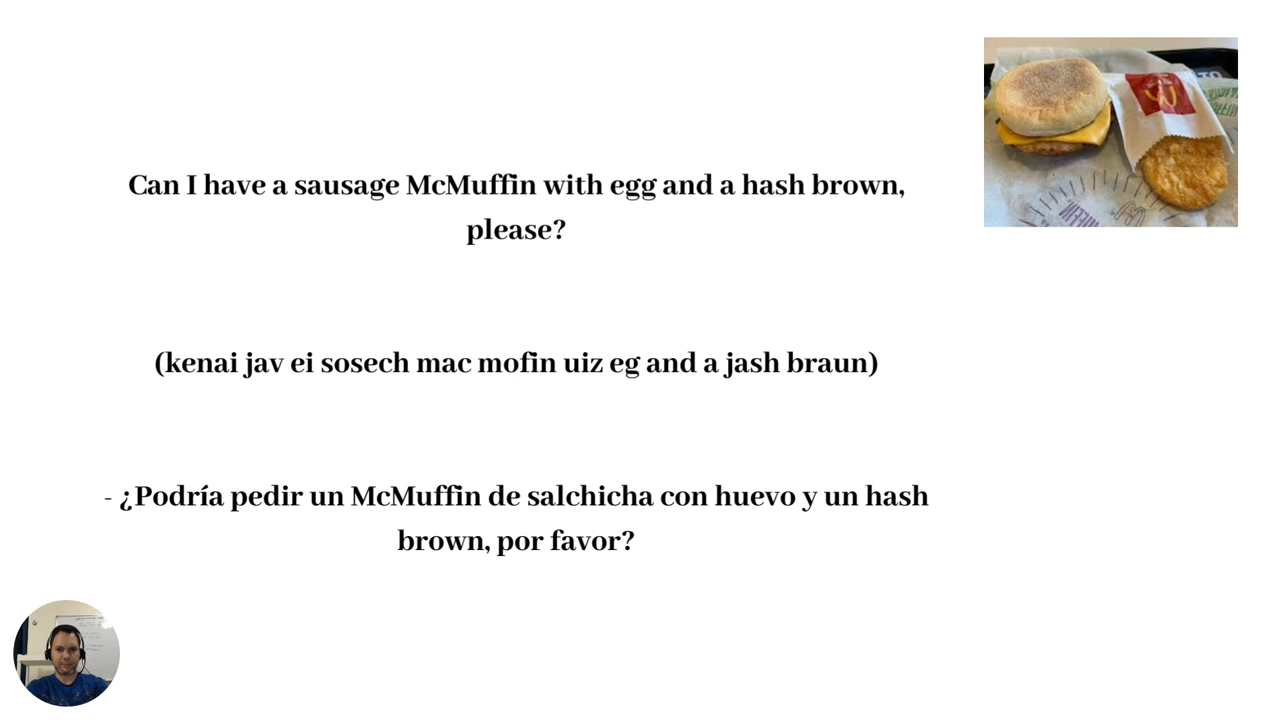 Can I have a sausage McMuffin with egg and a hash brown,
please?
(kenai jav ei sosech mac mofin uiz eg and a jash braun)
- ¿Podría pedir un McMuffin de salchicha con huevo y un hash
brown, por favor?